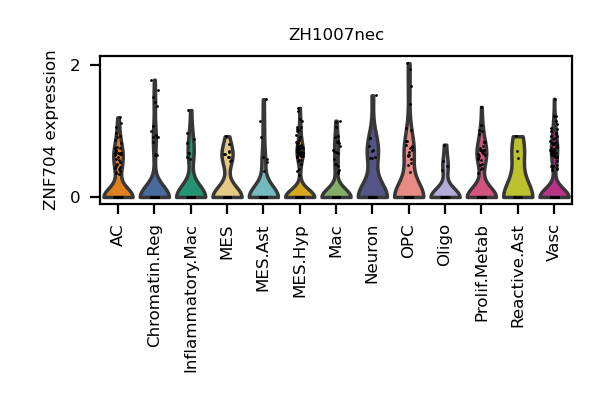 ZH1007nec
ZNF704 expression
2
0
AC
Chromatin.Reg
Inflammatory.Mac
MES
MES.Ast
MES.Hyp
Mac
Neuron
OPC
Oligo
Prolif.Metab
Reactive.Ast
Vasc